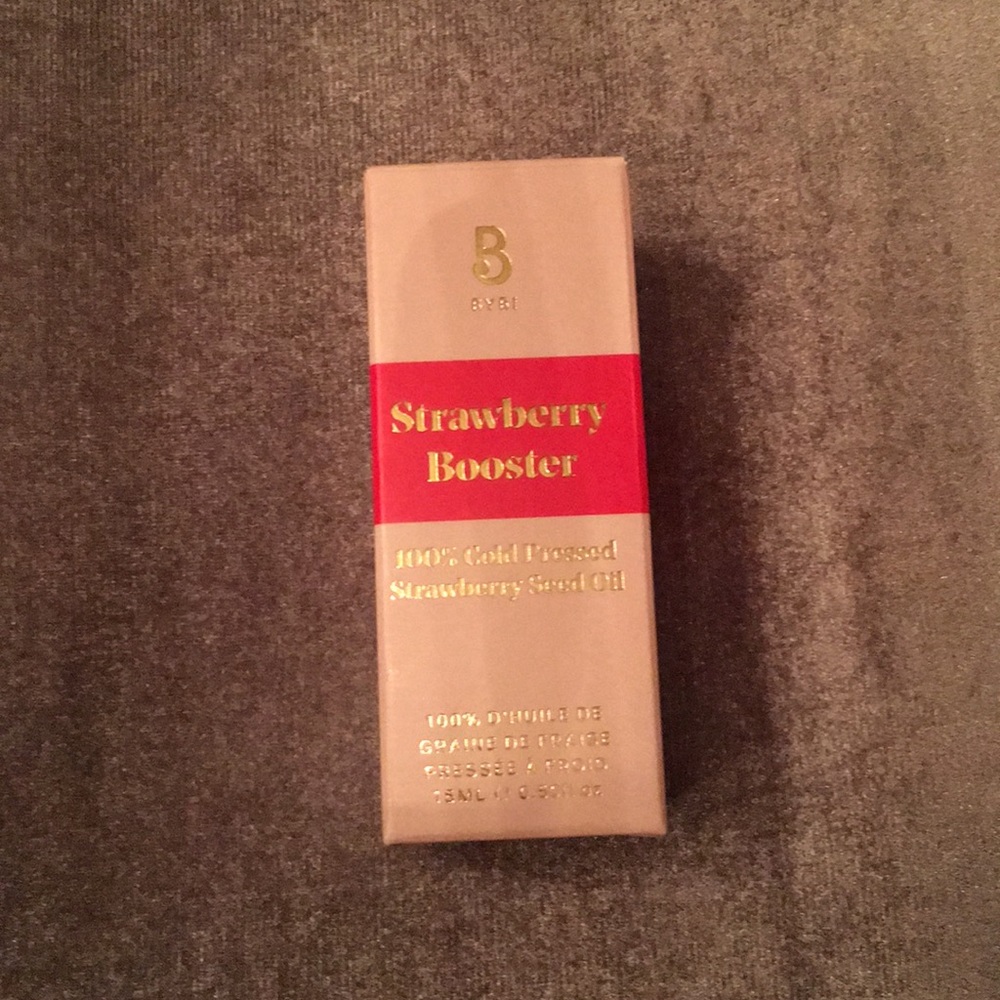 B
BYBI
Strawberry
Booster
100% Cold Pressed
Strawberry Seed Oil
100% D'HUILE DE
GRAINE DE FRAISE
PRESSÉE À FROID
15ML